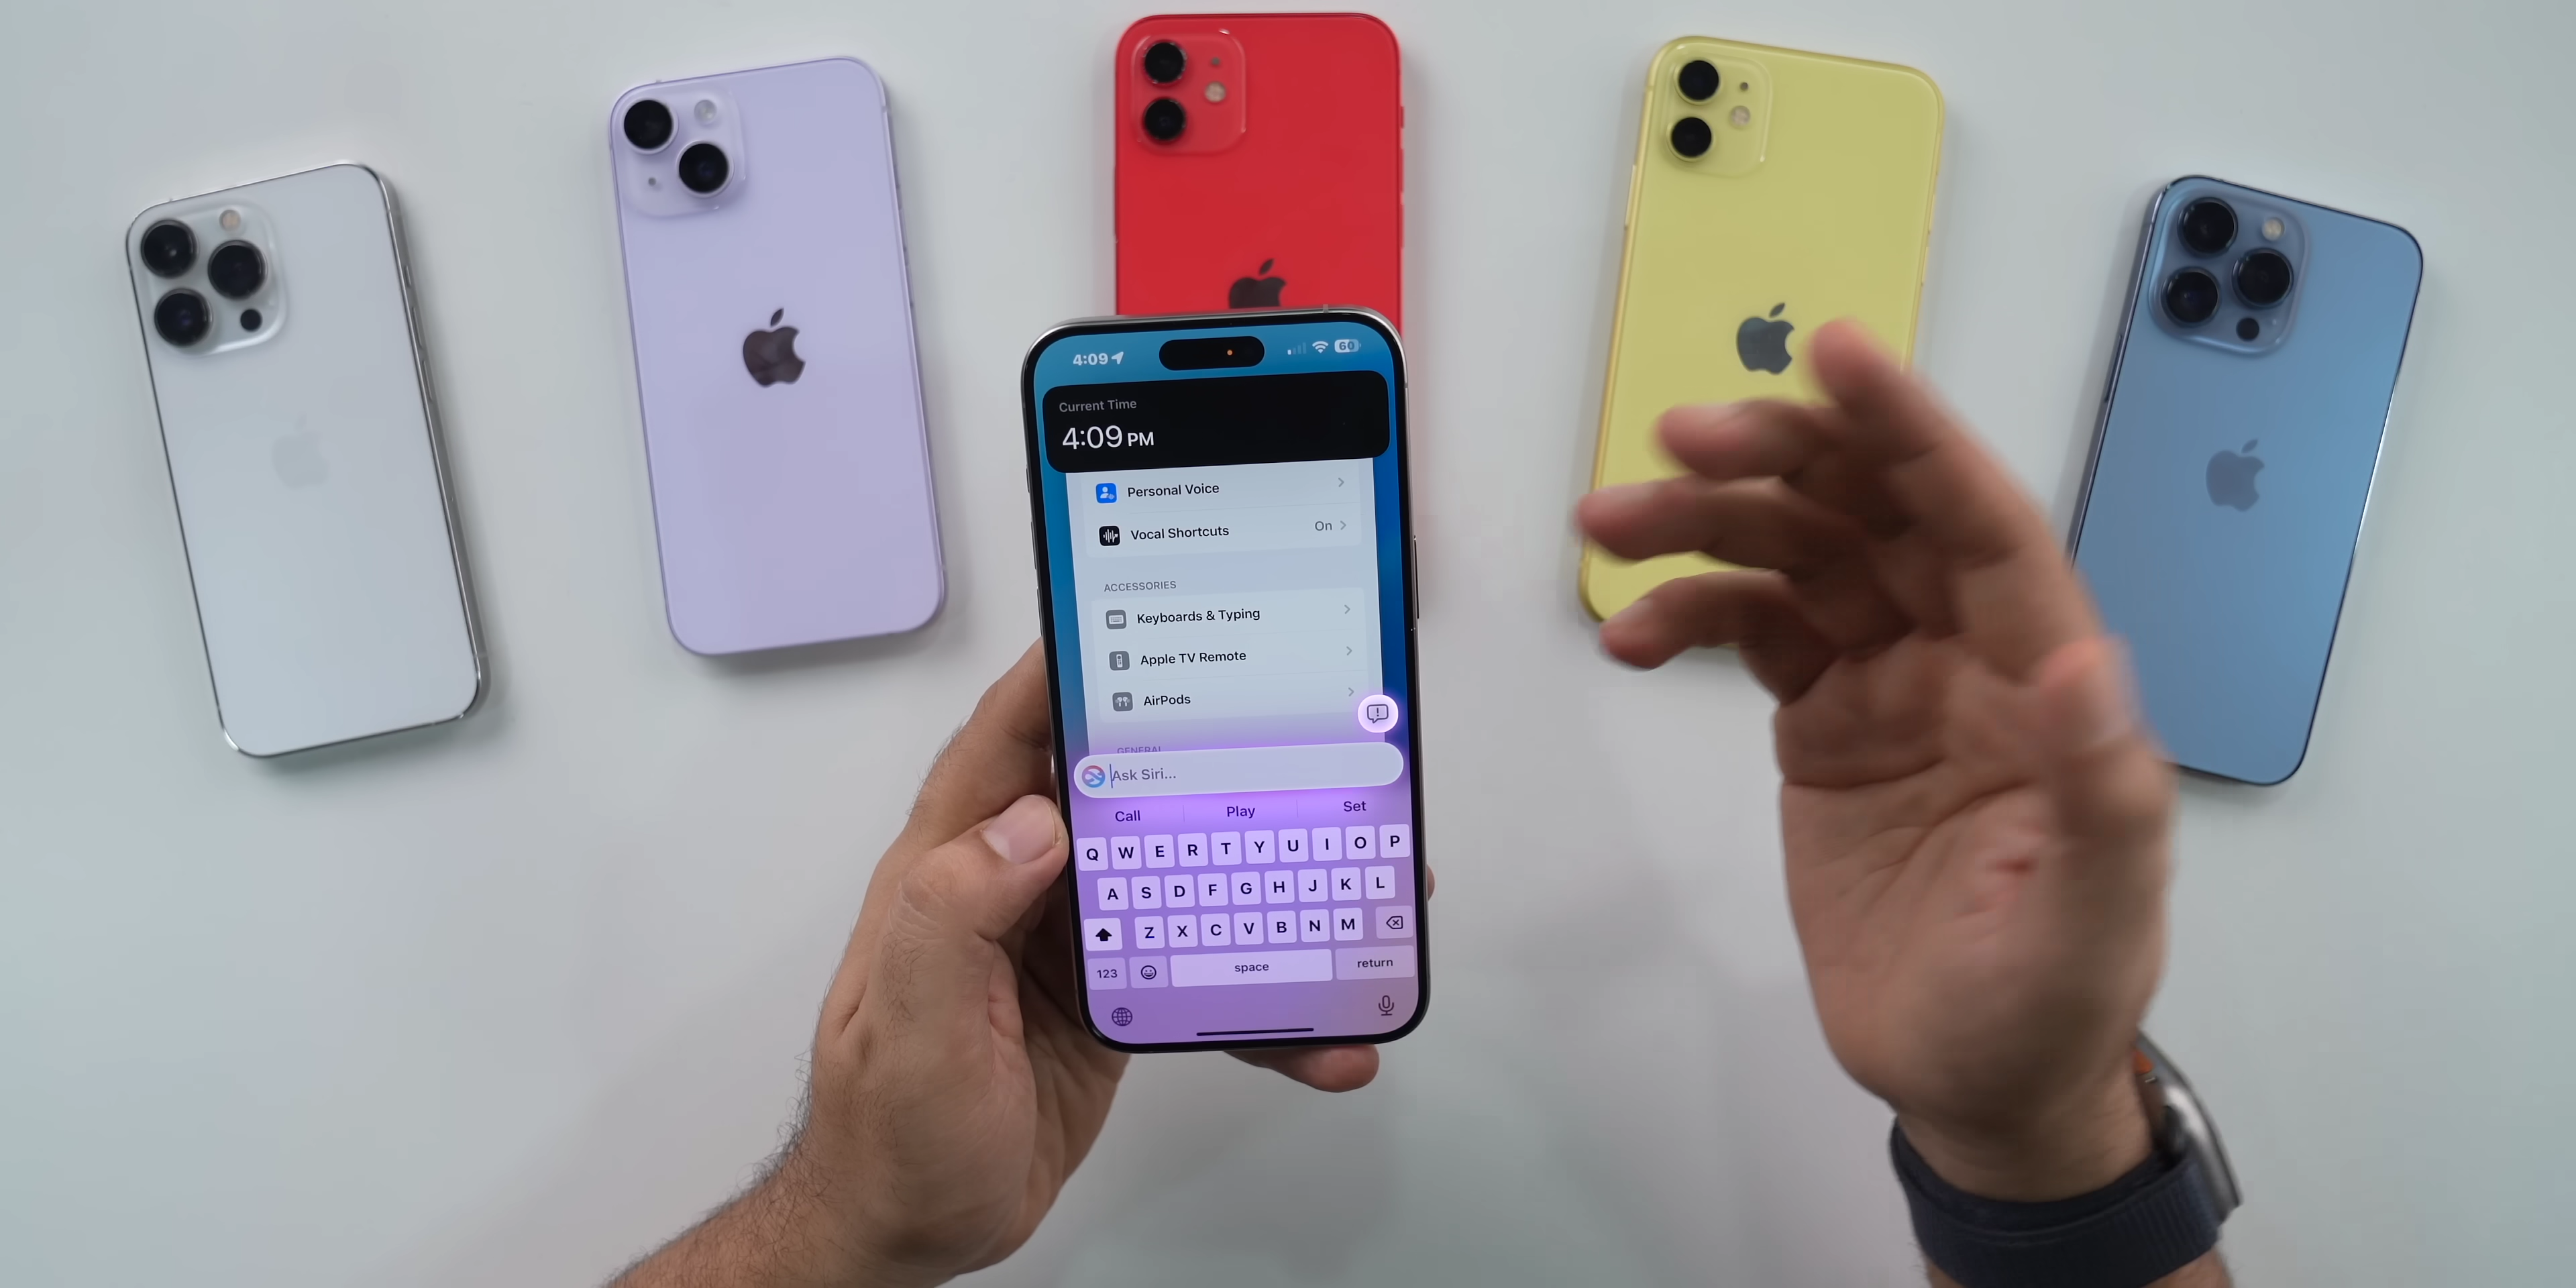 4:09
60
Current Time
4:09 PM
Personal Voice
Vocal Shortcuts On
ACCESSORIES
Keyboards & Typing
Apple TV Remote
AirPods
GENERAL
Ask Siri...
Call Play Set
Q W E R T Y U I O P
A S D F G H J K L
Z X C V B N M
123 space return